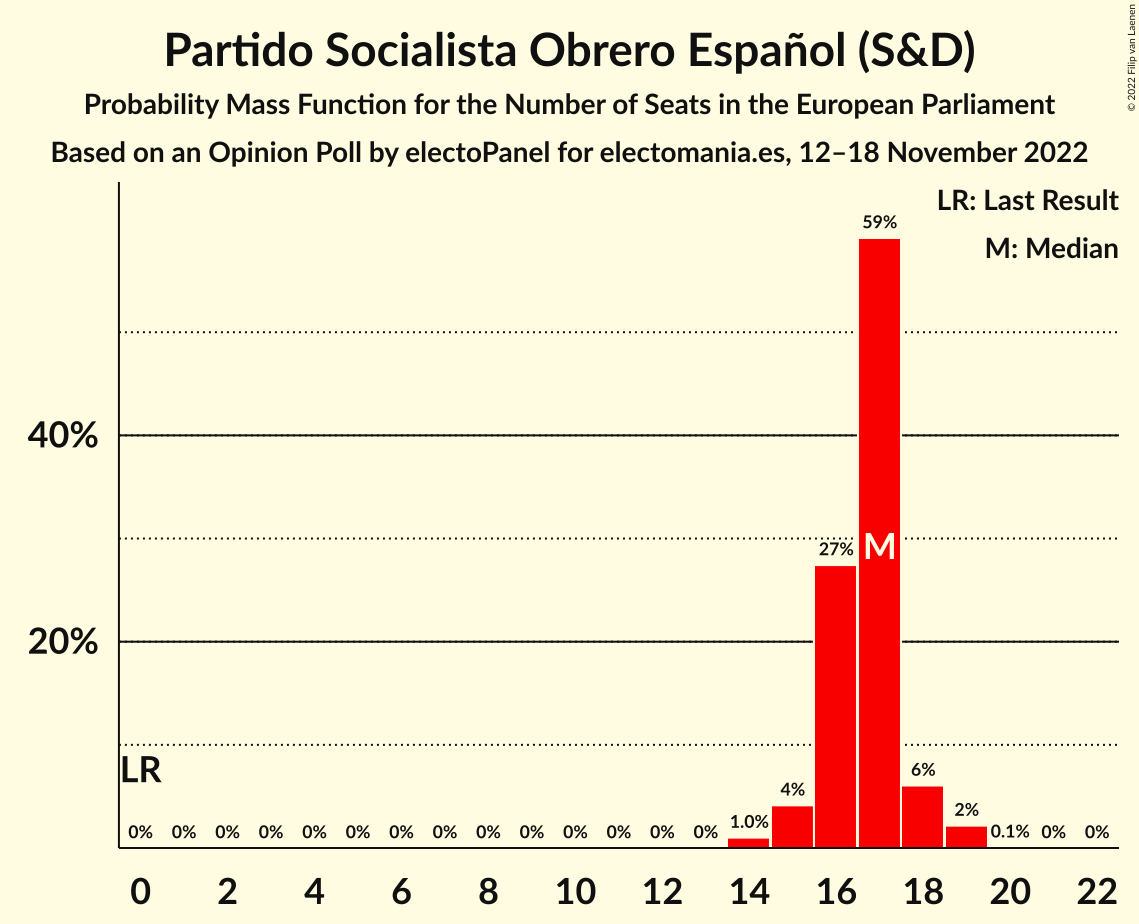 Partido Socialista Obrero Español (S&D)
Probability Mass Function for the Number of Seats in the European Parliament
Based on an Opinion Poll by electoPanel for electomania.es, 12–18 November 2022
© 2022 Filip van Laenen
LR: Last Result
M: Median
59%
40%
27% M
20%
LR
0% 0% 0% 0% 0% 0% 0% 0% 0% 0% 0% 0% 0% 0% 1.0% 4% 6% 2% 0.1% 0% 0%
0 2 4 6 8 10 12 14 16 18 20 22